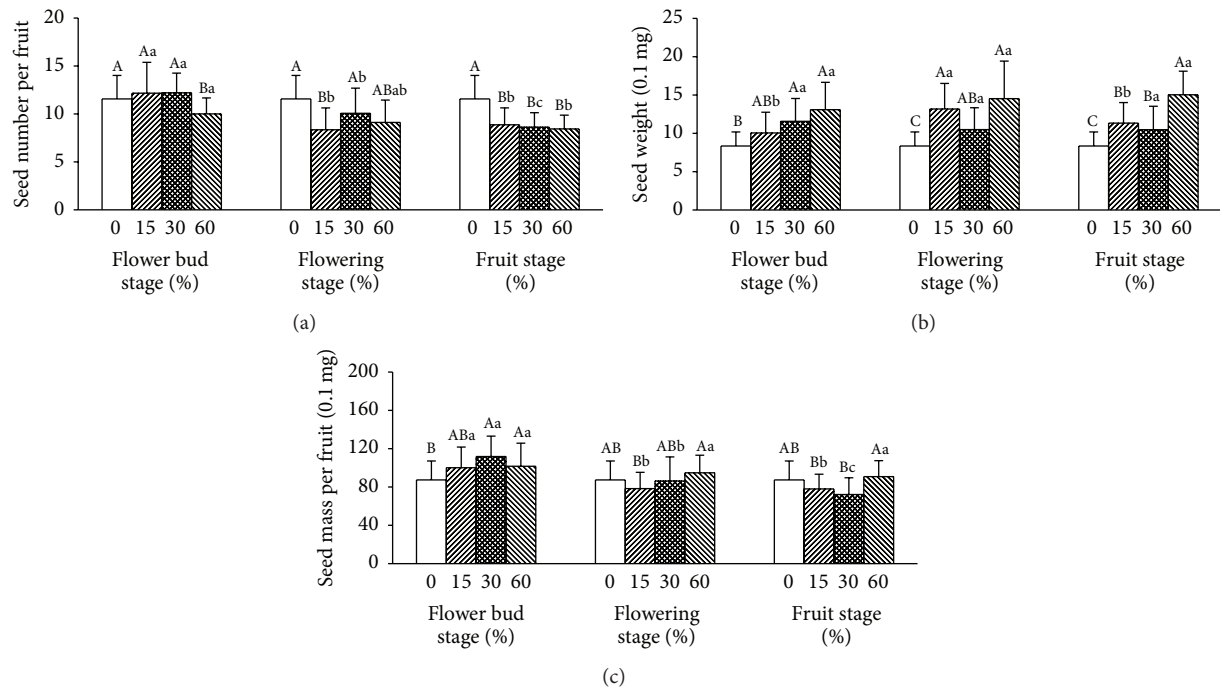 Seed number per fruit
20
15
10
5
0
A Aa Aa Ba A Bb Ab ABab A Bb Bc Bb
0 15 30 60 0 15 30 60 0 15 30 60
Flower bud Flowering Fruit stage
stage (%) stage (%) (%)
(a)
Seed weight (0.1 mg)
25
20
15
10
5
0
B ABb Aa Aa C Aa ABa Aa C Bb Ba Aa
0 15 30 60 0 15 30 60 0 15 30 60
Flower bud Flowering Fruit stage
stage (%) stage (%) (%)
(b)
Seed mass per fruit (0.1 mg)
200
160
120
80
40
0
B ABa Aa Aa AB Bb ABb Aa AB Bb Bc Aa
0 15 30 60 0 15 30 60 0 15 30 60
Flower bud Flowering Fruit stage
stage (%) stage (%) (%)
(c)